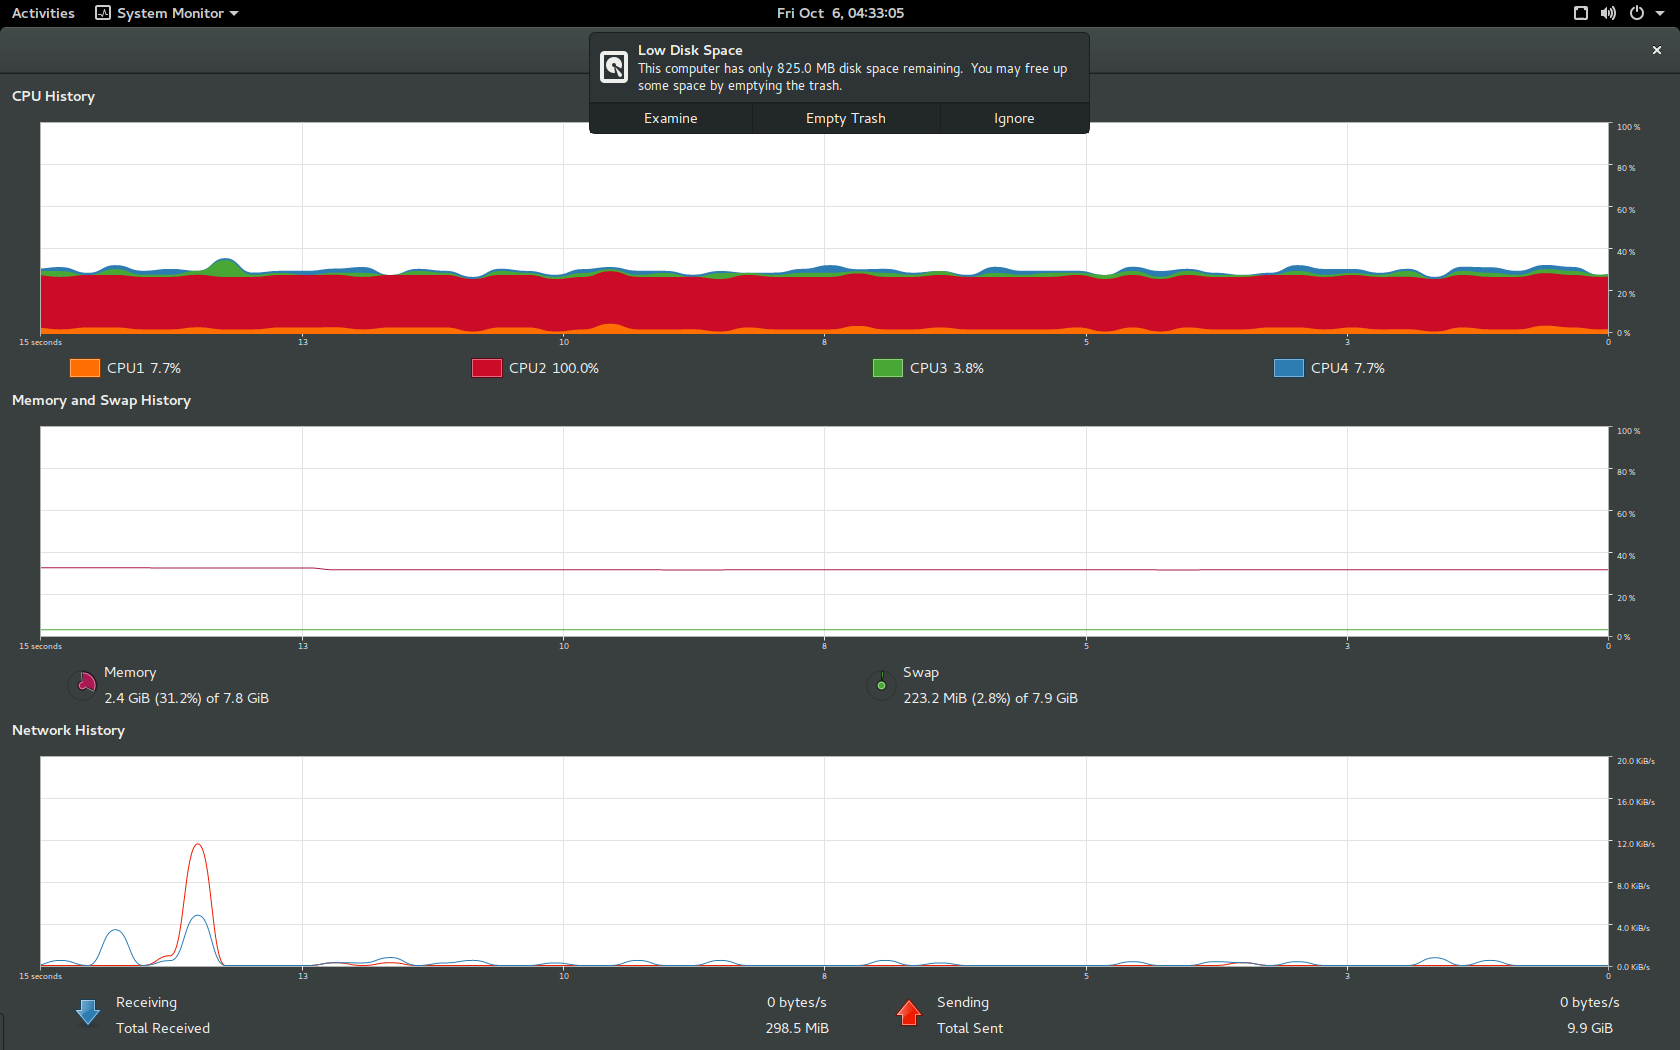 Activities System Monitor Fri Oct 6, 04:33:05
Low Disk Space
This computer has only 825.0 MB disk space remaining. You may free up
some space by emptying the trash.
Examine Empty Trash Ignore
CPU History
100 %
80 %
60 %
40 %
20 %
0 %
15 seconds 13 10 8 5 3 0
CPU1 7.7% CPU2 100.0% CPU3 3.8% CPU4 7.7%
Memory and Swap History
100 %
80 %
60 %
40 %
20 %
0 %
15 seconds 13 10 8 5 3 0
Memory Swap
2.4 GiB (31.2%) of 7.8 GiB 223.2 MiB (2.8%) of 7.9 GiB
Network History
20.0 KiB/s
16.0 KiB/s
12.0 KiB/s
8.0 KiB/s
4.0 KiB/s
0.0 KiB/s
15 seconds 13 10 8 5 3 0
Receiving 0 bytes/s Sending 0 bytes/s
Total Received 298.5 MiB Total Sent 9.9 GiB